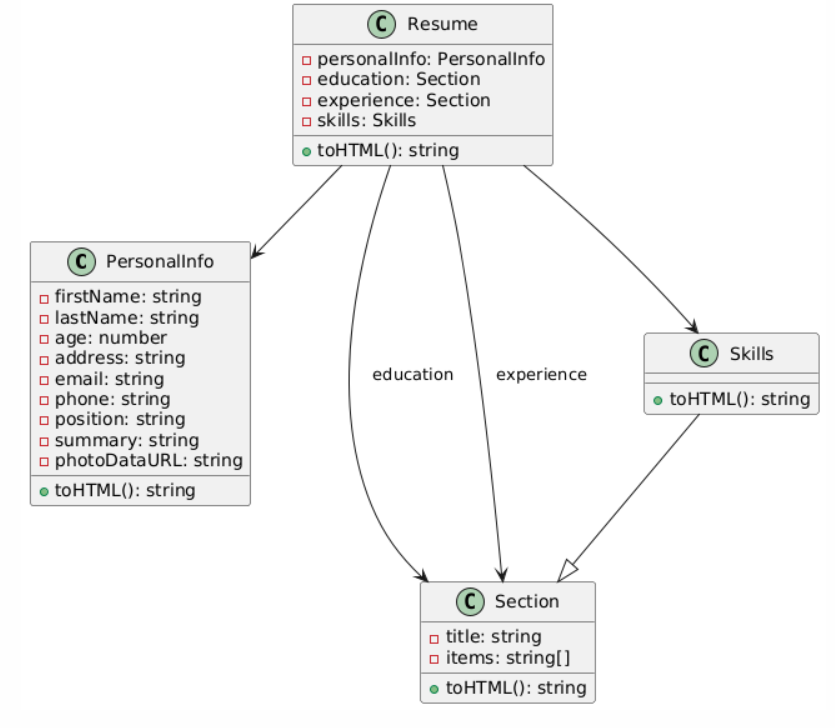 C Resume
personalInfo: PersonalInfo
education: Section
experience: Section
skills: Skills
toHTML(): string
C PersonalInfo
firstName: string
lastName: string
age: number
address: string
email: string
phone: string
position: string
summary: string
photoDataURL: string
toHTML(): string
education
experience
C Skills
toHTML(): string
C Section
title: string
items: string[]
toHTML(): string